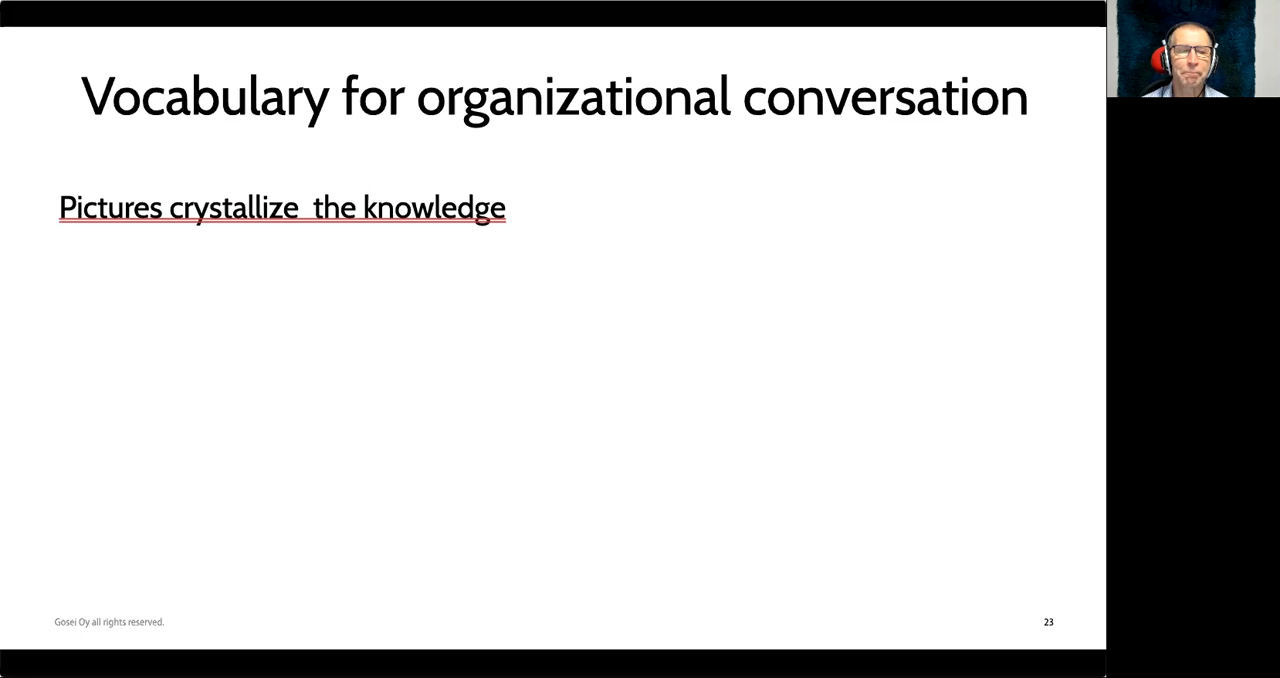 Vocabulary for organizational conversation
Pictures crystallize  the knowledge
Gosei Oy all rights reserved.
23